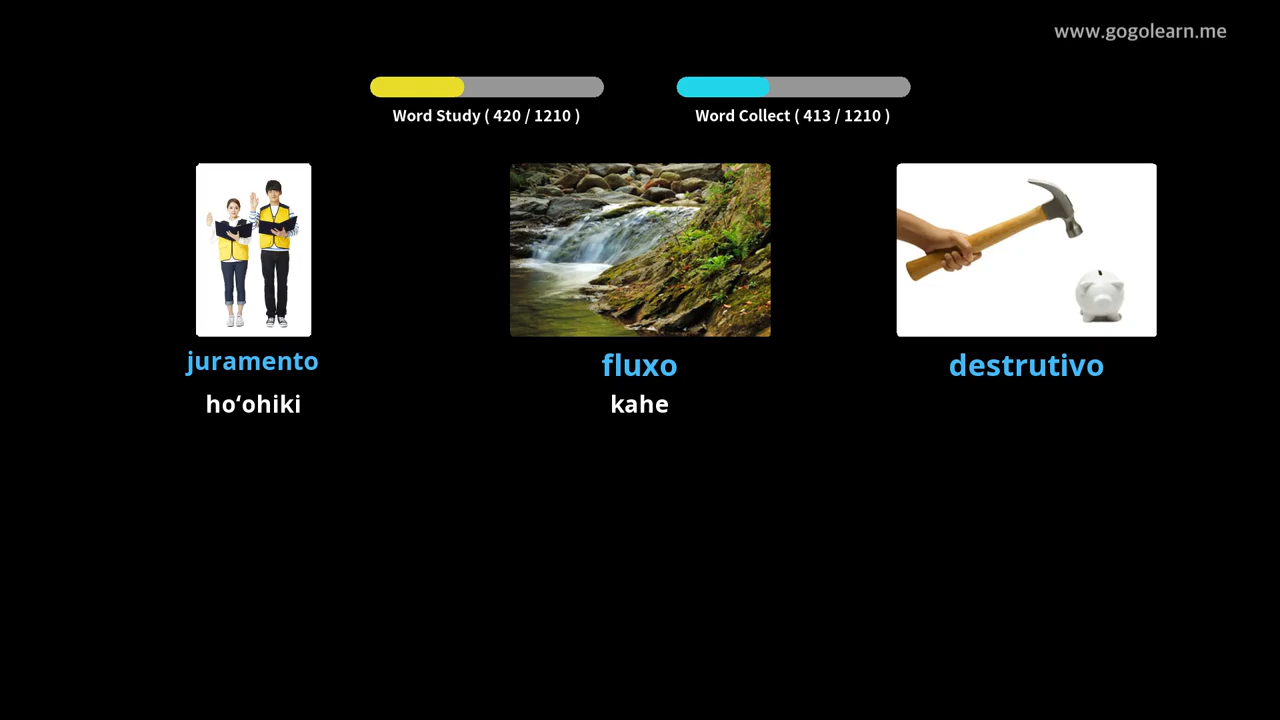 www.gogolearn.me
Word Study ( 420 / 1210 )
Word Collect ( 413 / 1210 )
juramento
fluxo
destrutivo
hoʻohiki
kahe